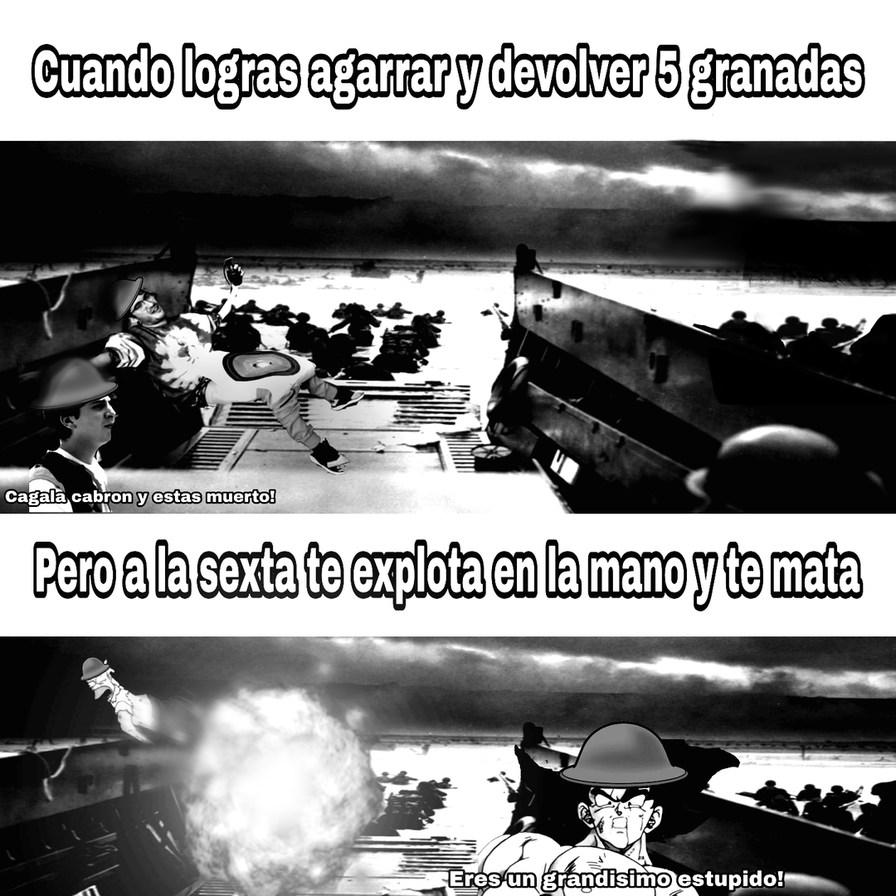 Cuando logras agarrar y devolver 5 granadas
Cagala cabron y estas muerto!
Pero a la sexta te explota en la mano y te mata
Eres un grandisimo estupido!